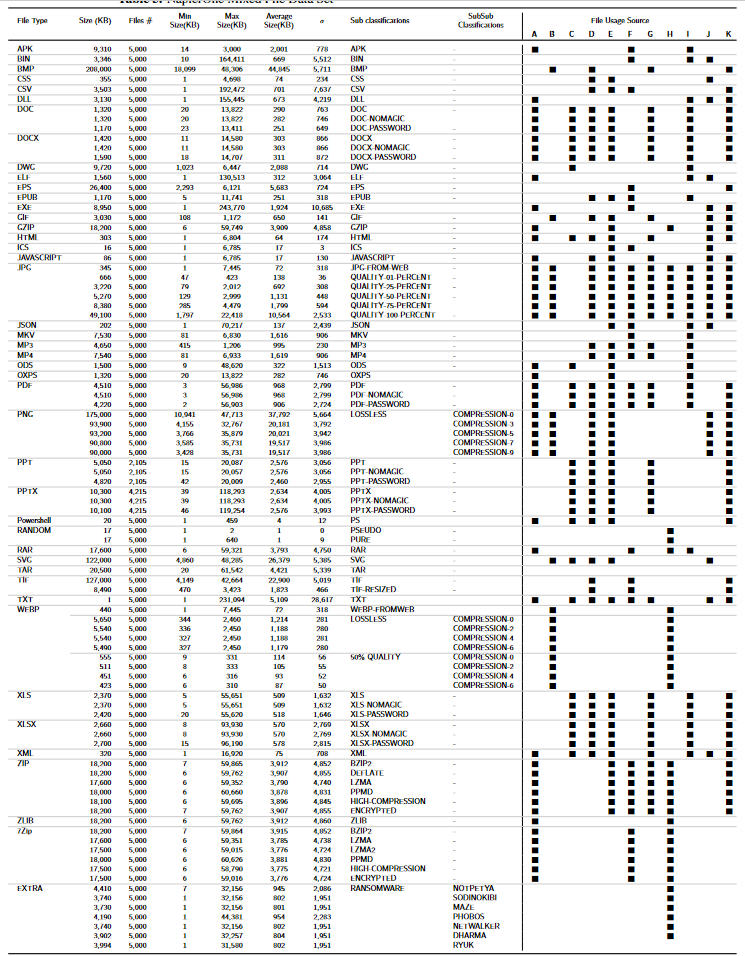 NapierOne Mixed File Data Set
File Type Size (KB) Files # Min Size(KB) Max Size(KB) Average Size(KB) σ Sub classifications SubSub Classifications File Usage Source
A B C D E F G H I J K
APK 9,310 5,000 14 3,000 2,001 778 APK -
BIN 3,346 5,000 10 164,411 669 5,512 BIN -
BMP 208,000 5,000 18,099 48,306 44,845 5,711 BMP -
CSS 355 5,000 1 4,698 74 234 CSS -
CSV 3,503 5,000 1 192,472 701 7,637 CSV -
DLL 5,000 1 155,445 673 4,219 DLL -
DOC 1,320 5,000 20 13,822 290 763 DOC -
1,320 5,000 20 13,822 282 746 DOC-NOMAGIC -
1,170 5,000 23 13,411 251 649 DOC-PASSWORD -
DOCX 1,420 5,000 11 14,580 303 866 DOCX -
1,420 5,000 11 14,580 303 866 DOCX-NOMAGIC -
1,590 5,000 18 14,707 311 872 DOCX-PASSWORD -
DWG 9,720 5,000 1,023 6,447 2,088 714 DWG -
ELF 1,560 5,000 1 130,513 312 3,064 ELF -
EPS 26,400 5,000 2,293 6,121 5,683 724 EPS -
EPUB 1,170 5,000 5 11,741 251 318 EPUB -
EXE 8,950 5,000 1 243,770 1,924 10,685 EXE -
GIF 3,030 5,000 108 1,172 650 141 GIF -
GZIP 18,200 5,000 6 59,749 3,909 4,858 GZIP -
HTML 303 5,000 1 6,804 64 174 HTML -
ICS 16 5,000 1 6,785 17 3 ICS -
JAVASCRIPT 86 5,000 1 6,785 17 130 JAVASCRIPT -
JPG 345 5,000 1 7,445 72 318 JPG-FROM-WEB -
666 5,000 47 423 138 36 QUALITY-01-PERCENT -
3,220 5,000 79 2,012 692 308 QUALITY-25-PERCENT -
5,270 5,000 129 2,999 1,131 448 QUALITY-50-PERCENT -
8,380 5,000 285 4,479 1,799 594 QUALITY-75-PERCENT -
49,100 5,000 1,797 22,418 10,564 2,533 QUALITY-100 PERCENT -
JSON 202 5,000 1 70,217 137 2,439 JSON -
MKV 7,530 5,000 81 6,830 1,616 906 MKV -
MP3 4,650 5,000 415 1,206 995 230 MP3 -
MP4 7,540 5,000 81 6,933 1,619 906 MP4 -
ODS 1,500 5,000 9 48,620 322 1,513 ODS -
OXPS 1,320 5,000 20 13,822 282 746 OXPS -
PDF 4,510 5,000 3 56,986 968 2,799 PDF -
4,510 5,000 3 56,986 968 2,799 PDF-NOMAGIC -
4,220 5,000 2 56,903 906 2,724 PDF-PASSWORD -
PNG 175,000 5,000 10,941 47,713 37,792 5,664 LOSSLESS COMPRESSION-0
93,900 5,000 4,155 32,767 20,181 3,792 COMPRESSION-3
93,200 5,000 3,766 35,879 20,021 3,942 COMPRESSION-5
90,800 5,000 3,585 35,731 19,517 3,986 COMPRESSION-7
90,000 5,000 3,428 35,731 19,517 3,986 COMPRESSION-9
PPT 5,050 2,105 15 20,087 2,576 3,056 PPT -
5,050 2,105 15 20,057 2,576 3,056 PPT-NOMAGIC -
4,820 2,105 42 20,009 2,460 2,955 PPT-PASSWORD -
PPTX 10,300 4,215 39 118,293 2,634 4,005 PPTX -
10,300 4,215 39 118,293 2,634 4,005 PPTX-NOMAGIC -
10,100 4,215 46 119,254 2,576 3,993 PPTX-PASSWORD -
Powershell 20 5,000 1 459 4 12 PS -
RANDOM 17 5,000 1 2 1 0 PSEUDO -
17 5,000 1 640 1 9 PURE -
RAR 17,600 5,000 6 59,321 3,793 4,750 RAR -
SVG 122,000 5,000 4,860 48,285 26,379 5,385 SVG -
TAR 20,500 5,000 20 61,542 4,421 5,339 TAR -
TIF 127,000 5,000 4,149 42,664 22,900 5,019 TIF -
8,490 5,000 470 3,423 1,823 466 TIF-RESIZED -
TXT 1 5,000 1 231,094 5,109 28,617 TXT -
WEBP 440 5,000 1 7,445 72 318 WEBP-FROMWEB -
5,650 5,000 344 2,460 1,214 281 LOSSLESS COMPRESSION-0
5,540 5,000 336 2,450 1,188 280 COMPRESSION-2
5,540 5,000 327 2,450 1,188 281 COMPRESSION 4
5,490 5,000 327 2,450 1,179 280 COMPRESSION-6
555 5,000 9 331 114 56 50% QUALITY COMPRESSION 0
511 5,000 8 333 105 55 COMPRESSION-2
451 5,000 6 316 93 52 COMPRESSION 4
423 5,000 6 310 87 50 COMPRESSION-6
XLS 2,370 5,000 5 55,651 509 1,632 XLS -
2,370 5,000 5 55,651 509 1,632 XLS-NOMAGIC -
2,420 5,000 20 55,620 518 1,646 XLS-PASSWORD -
XLSX 2,660 5,000 8 93,930 570 2,769 XLSX -
2,660 5,000 8 93,930 570 2,769 XLSX-NOMAGIC -
2,700 5,000 15 96,190 578 2,815 XLSX-PASSWORD -
XML 320 5,000 1 16,920 75 708 XML -
ZIP 18,200 5,000 7 59,865 3,912 4,852 BZIP2 -
18,200 5,000 6 59,762 3,907 4,855 DEFLATE -
17,600 5,000 6 59,352 3,790 4,740 LZMA -
18,000 5,000 6 60,660 3,878 4,831 PPMD -
18,100 5,000 6 59,695 3,896 4,845 HIGH-COMPRESSION -
18,200 5,000 7 59,762 3,907 4,855 ENCRYPTED -
ZLIB 18,200 5,000 6 59,762 3,912 4,860 ZLIB -
7Zip 18,200 5,000 7 59,864 3,915 4,852 BZIP2 -
17,600 5,000 6 59,351 3,785 4,738 LZMA -
17,500 5,000 6 59,015 3,776 4,724 LZMA2 -
18,000 5,000 6 60,626 3,881 4,830 PPMD -
17,500 5,000 6 58,790 3,775 4,721 HIGH-COMPRESSION -
17,500 5,000 6 59,016 3,776 4,724 ENCRYPTED -
EXTRA 4,410 5,000 7 32,156 945 2,086 RANSOMWARE NOTPETYA
3,740 5,000 1 32,156 802 1,951 SODINOKIBI
3,730 5,000 1 32,156 801 1,951 MAZE
4,190 5,000 1 44,381 954 2,283 PHOBOS
3,740 5,000 1 32,156 802 1,951 NETWALKER
3,902 5,000 1 32,257 804 1,951 DHARMA
3,994 5,000 1 31,580 802 1,951 RYUK